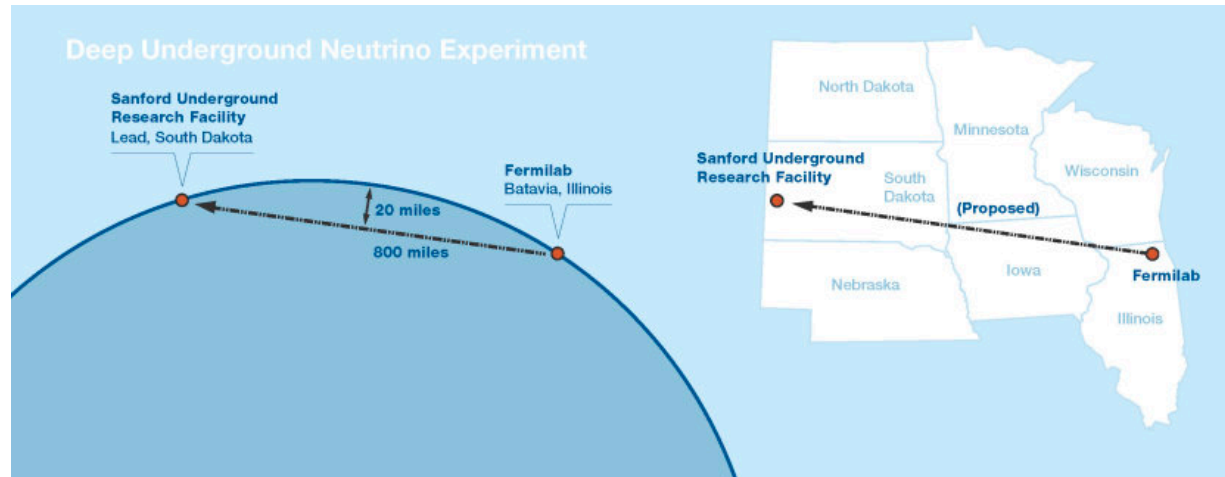 Deep Underground Neutrino Experiment
Sanford Underground
Research Facility
Lead, South Dakota
Fermilab
Batavia, Illinois
20 miles
800 miles
North Dakota
Minnesota
Sanford Underground
Research Facility
South
Dakota
Wisconsin
(Proposed)
Fermilab
Nebraska
Iowa
Illinois